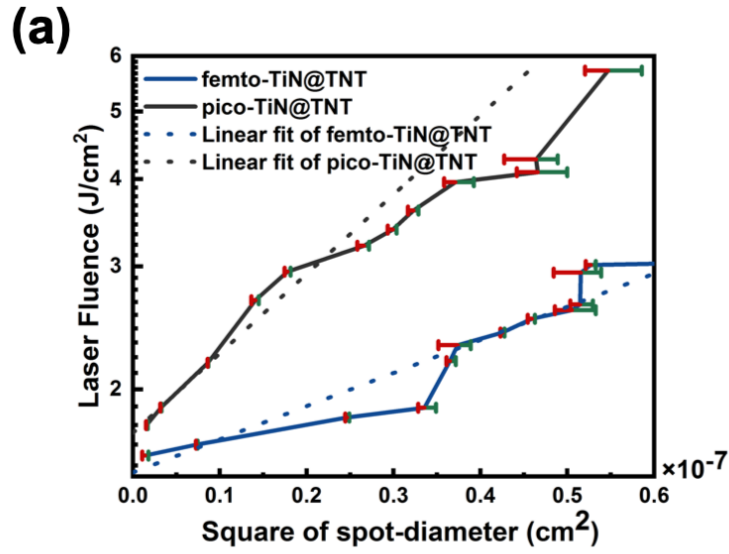 (a)
6
5
4
3
2
Laser Fluence (J/cm²)
femto-TiN@TNT
pico-TiN@TNT
Linear fit of femto-TiN@TNT
Linear fit of pico-TiN@TNT
0.0 0.1 0.2 0.3 0.4 0.5 0.6
×10⁻⁷
Square of spot-diameter (cm²)